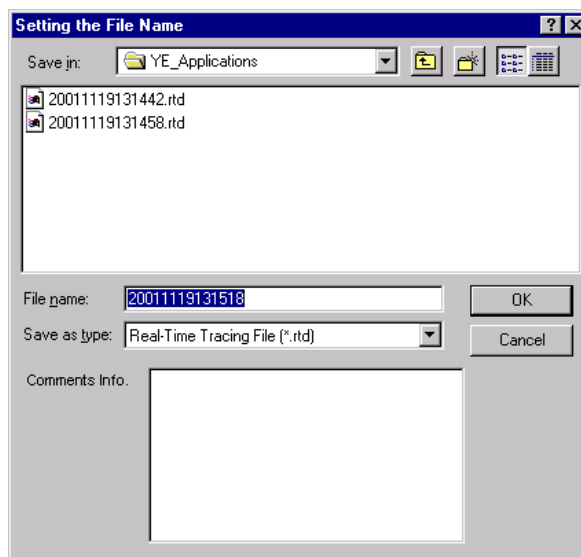 Setting the File Name
Save in: YE_Applications
20011119131442.rtd
20011119131458.rtd
File name: 20011119131518 OK
Save as type: Real-Time Tracing File (*.rtd) Cancel
Comments Info.